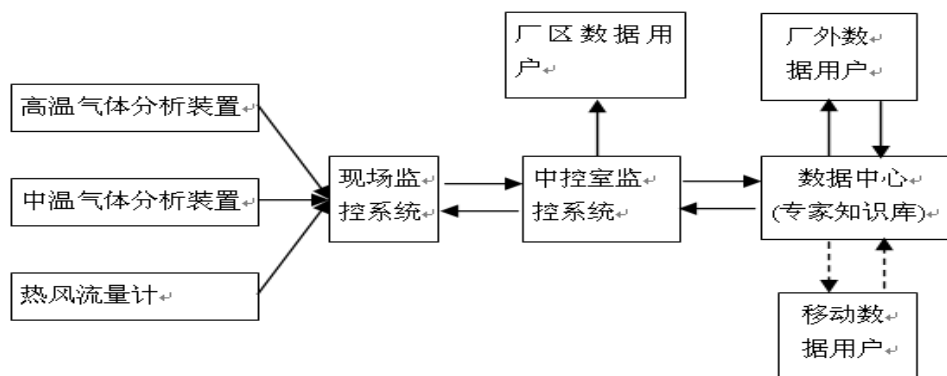 高温气体分析装置
中温气体分析装置
热风流量计
现场监
控系统
厂区数据用
户
中控室监
控系统
厂外数
据用户
数据中心
(专家知识库)
移动数
据用户